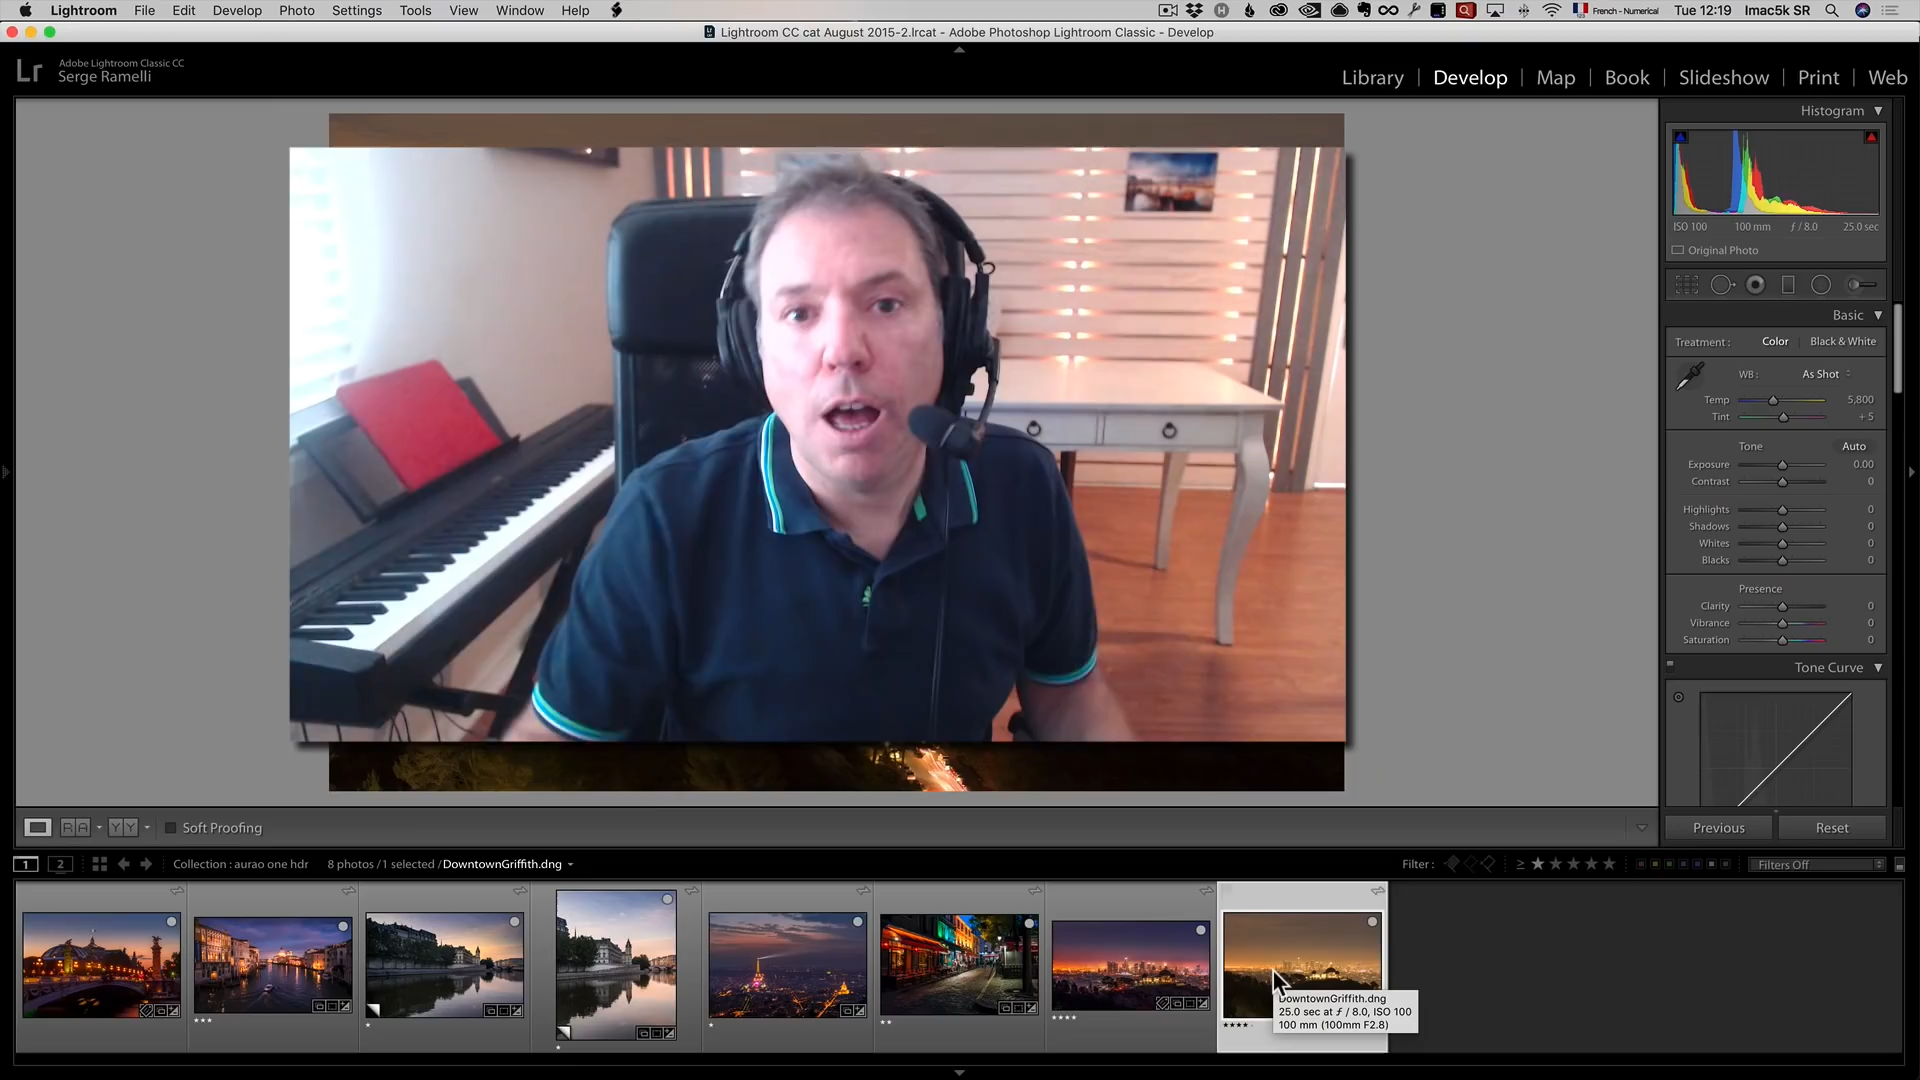 Lightroom File Edit Develop Photo Settings Tools View Window Help
French - Numerical Tue 12:19 Imac5k SR
Lightroom CC cat August 2015-2.lrcat - Adobe Photoshop Lightroom Classic - Develop
Lr
Adobe Lightroom Classic CC
Serge Ramelli
Library | Develop | Map | Book | Slideshow | Print | Web
Histogram
ISO 100 100 mm ƒ / 8.0 25.0 sec
Original Photo
Basic
Treatment : Color Black & White
WB : As Shot
Temp 5,800
Tint + 5
Tone Auto
Exposure 0.00
Contrast 0
Highlights 0
Shadows 0
Whites 0
Blacks 0
Presence
Clarity 0
Vibrance 0
Saturation 0
Tone Curve
Previous Reset
R A Y Y Soft Proofing
1 2 Collection : aurao one hdr 8 photos / 1 selected / DowntownGriffith.dng
Filter : ≥ Filters Off
DowntownGriffith.dng
25.0 sec at ƒ / 8.0, ISO 100
100 mm (100mm F2.8)